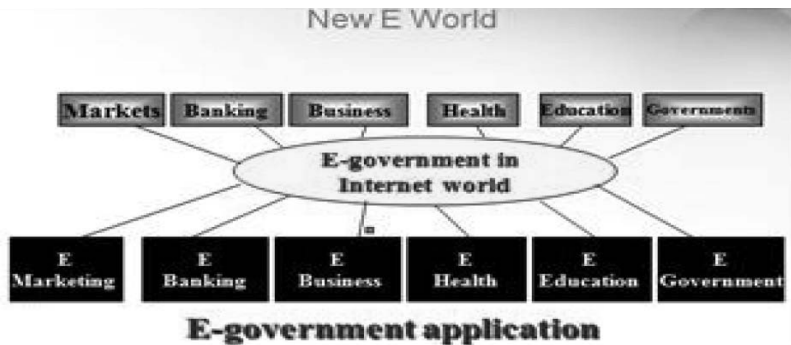 New E World
Markets Banking Business Health Education Governments
E-government in
Internet world
E Marketing
E Banking
E Business
E Health
E Education
E Government
E-government application